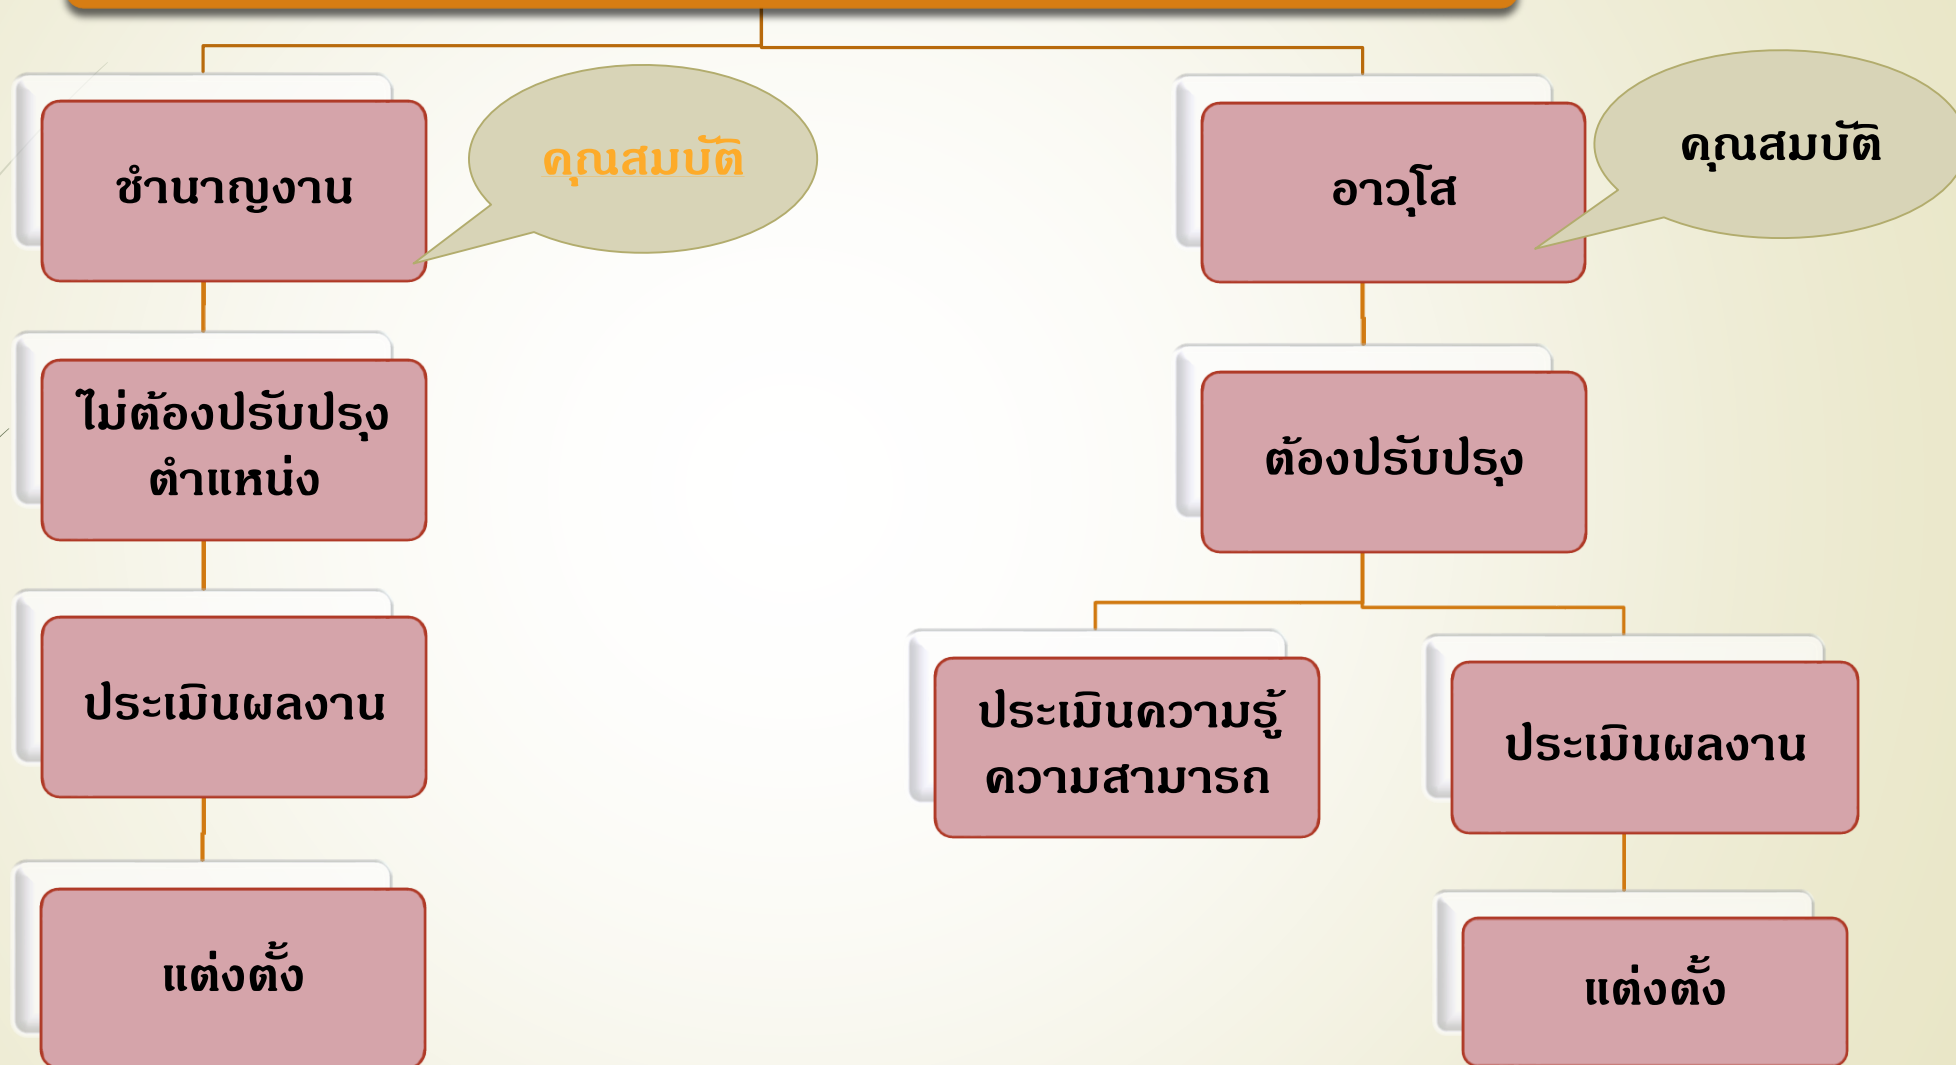 ชำนาญงาน
คุณสมบัติ
อาวุโส
คุณสมบัติ
ไม่ต้องปรับปรุง
ตำแหน่ง
ต้องปรับปรุง
ประเมินผลงาน
ประเมินความรู้
ความสามารถ
ประเมินผลงาน
แต่งตั้ง
แต่งตั้ง